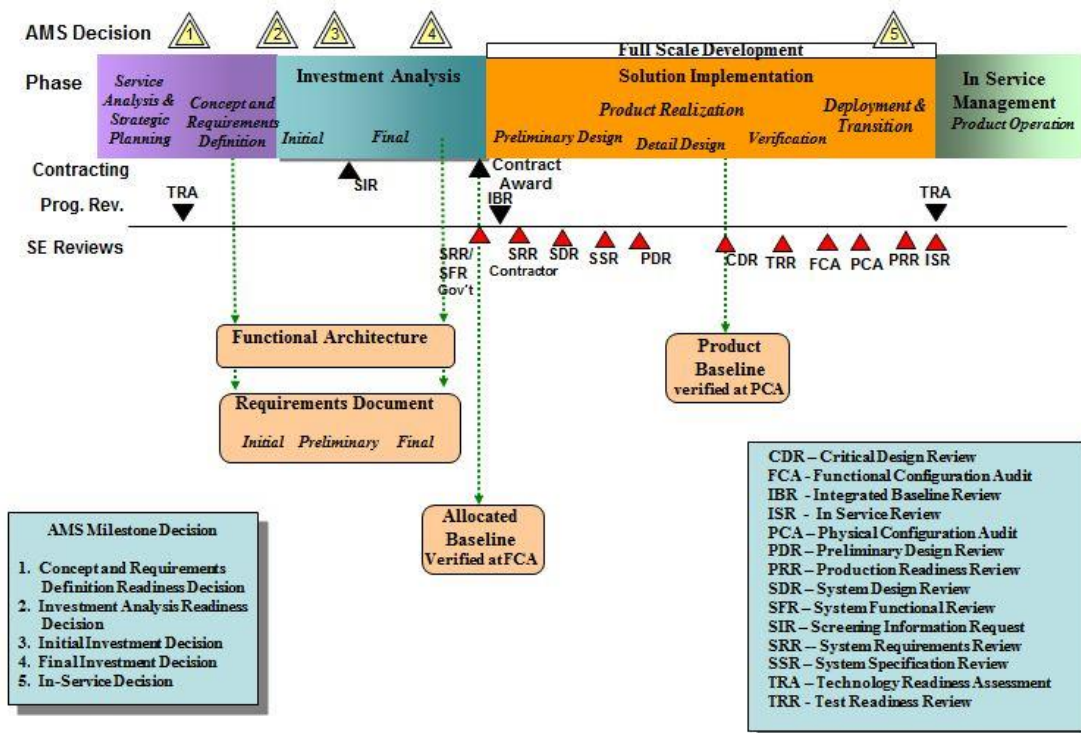 AMS Decision
1
2
3
4
5
Full Scale Development
Phase
Service
Analysis &
Strategic
Planning
Concept and
Requirements
Definition
Investment Analysis
Initial
Final
Solution Implementation
Product Realization
Preliminary Design
Detail Design
Verification
Deployment &
Transition
In Service
Management
Product Operation
Contracting
SIR
Contract
Award
Prog. Rev.
TRA
IBR
TRA
SE Reviews
SRR/
SFR
Gov't
SRR
Contractor
SDR
SSR
PDR
CDR
TRR
FCA
PCA
PRR
ISR
Functional Architecture
Requirements Document
Initial Preliminary Final
Product
Baseline
verified at PCA
Allocated
Baseline
Verified at FCA
AMS Milestone Decision
1. Concept and Requirements
Definition Readiness Decision
2. Investment Analysis Readiness
Decision
3. Initial Investment Decision
4. Final Investment Decision
5. In-Service Decision
CDR – Critical Design Review
FCA - Functional Configuration Audit
IBR - Integrated Baseline Review
ISR - In Service Review
PCA – Physical Configuration Audit
PDR – Preliminary Design Review
PRR – Production Readiness Review
SDR – System Design Review
SFR – System Functional Review
SIR – Screening Information Request
SRR – System Requirements Review
SSR – System Specification Review
TRA – Technology Readiness Assessment
TRR - Test Readiness Review